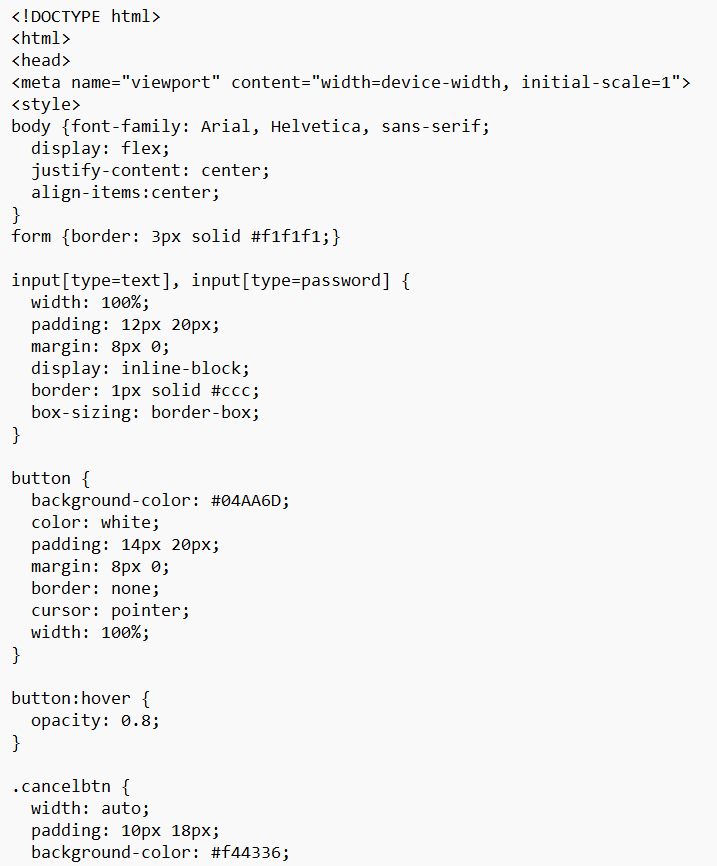 <!DOCTYPE html>
<html>
<head>
<meta name="viewport" content="width=device-width, initial-scale=1">
<style>
body {font-family: Arial, Helvetica, sans-serif;
  display: flex;
  justify-content: center;
  align-items:center;
}
form {border: 3px solid #f1f1f1;}

input[type=text], input[type=password] {
  width: 100%;
  padding: 12px 20px;
  margin: 8px 0;
  display: inline-block;
  border: 1px solid #ccc;
  box-sizing: border-box;
}

button {
  background-color: #04AA6D;
  color: white;
  padding: 14px 20px;
  margin: 8px 0;
  border: none;
  cursor: pointer;
  width: 100%;
}

button:hover {
  opacity: 0.8;
}

.cancelbtn {
  width: auto;
  padding: 10px 18px;
  background-color: #f44336;